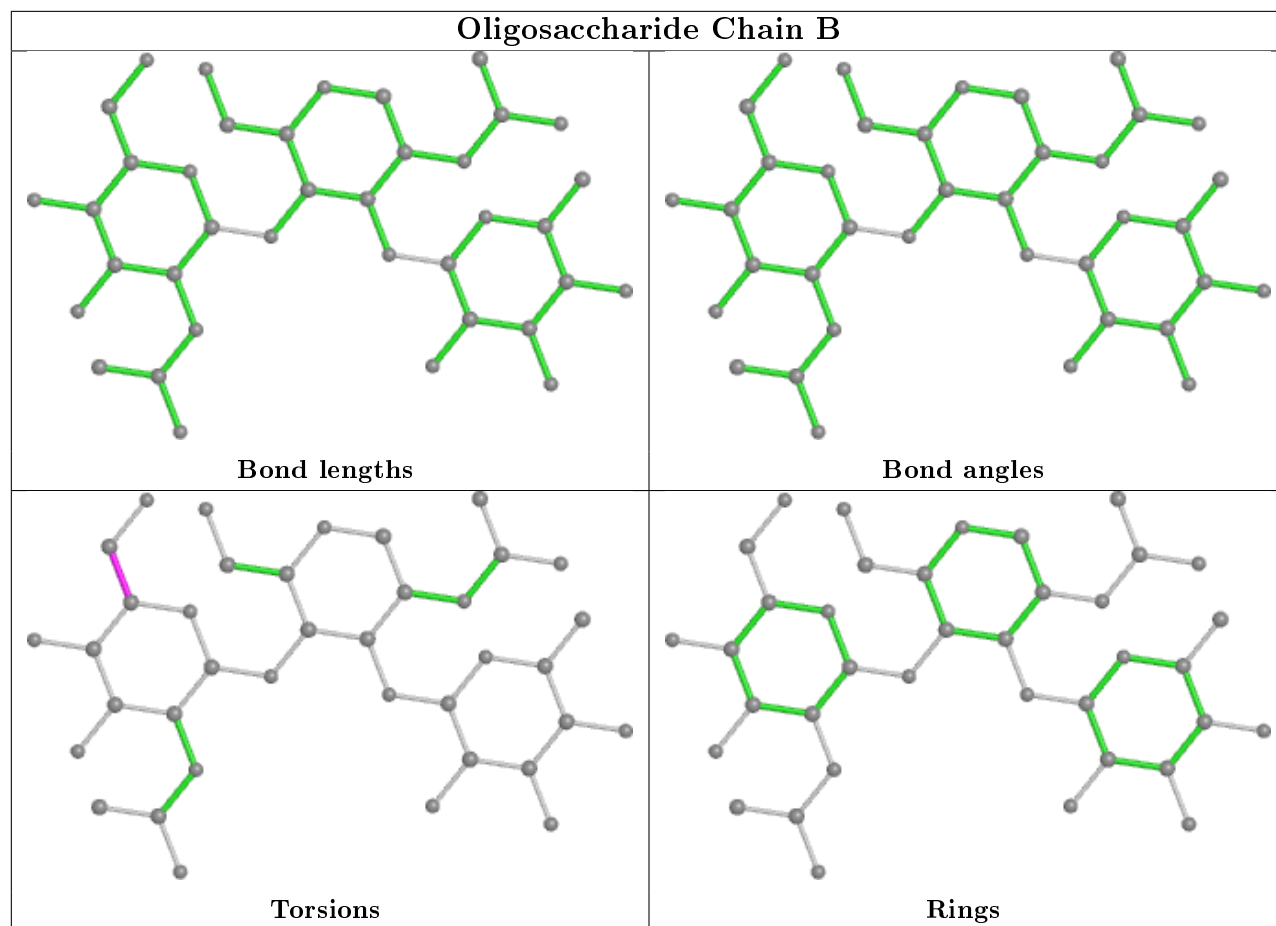 Oligosaccharide Chain B
Bond lengths
Bond angles
Torsions
Rings